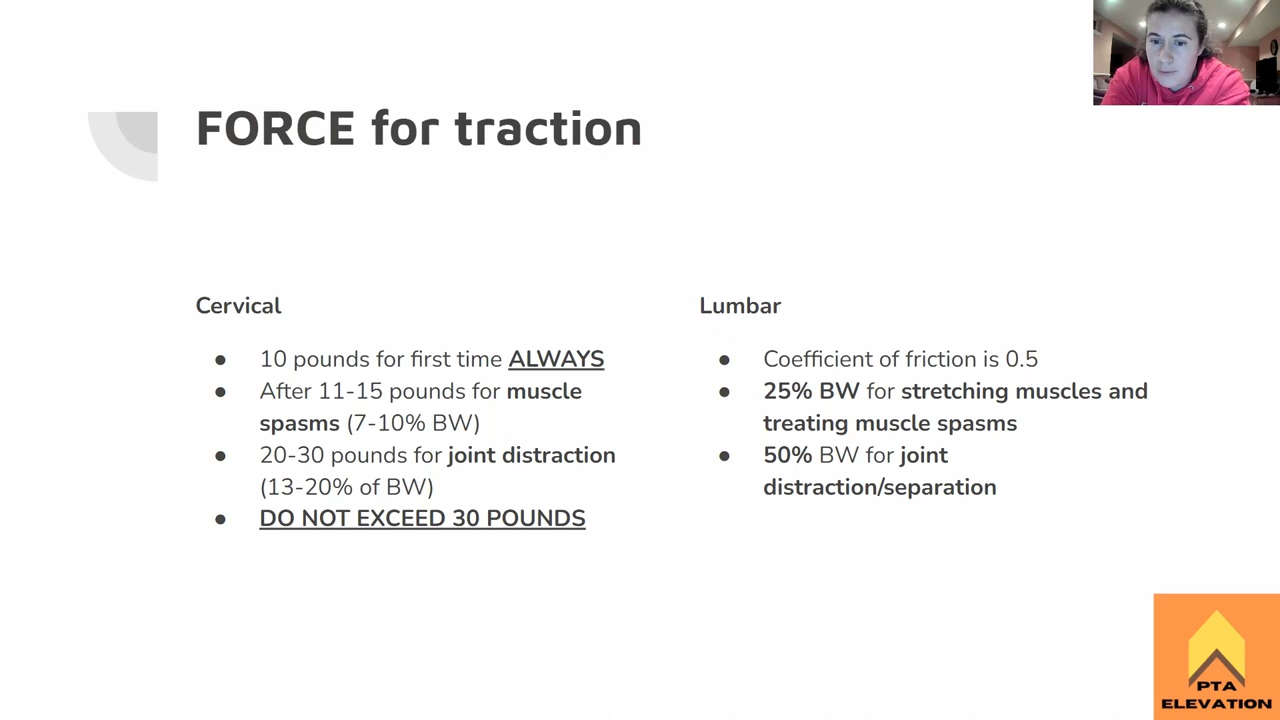 FORCE for traction
Cervical
● 10 pounds for first time ALWAYS
● After 11-15 pounds for muscle
spasms (7-10% BW)
● 20-30 pounds for joint distraction
(13-20% of BW)
● DO NOT EXCEED 30 POUNDS
Lumbar
● Coefficient of friction is 0.5
● 25% BW for stretching muscles and
treating muscle spasms
● 50% BW for joint
distraction/separation
PTA
ELEVATION